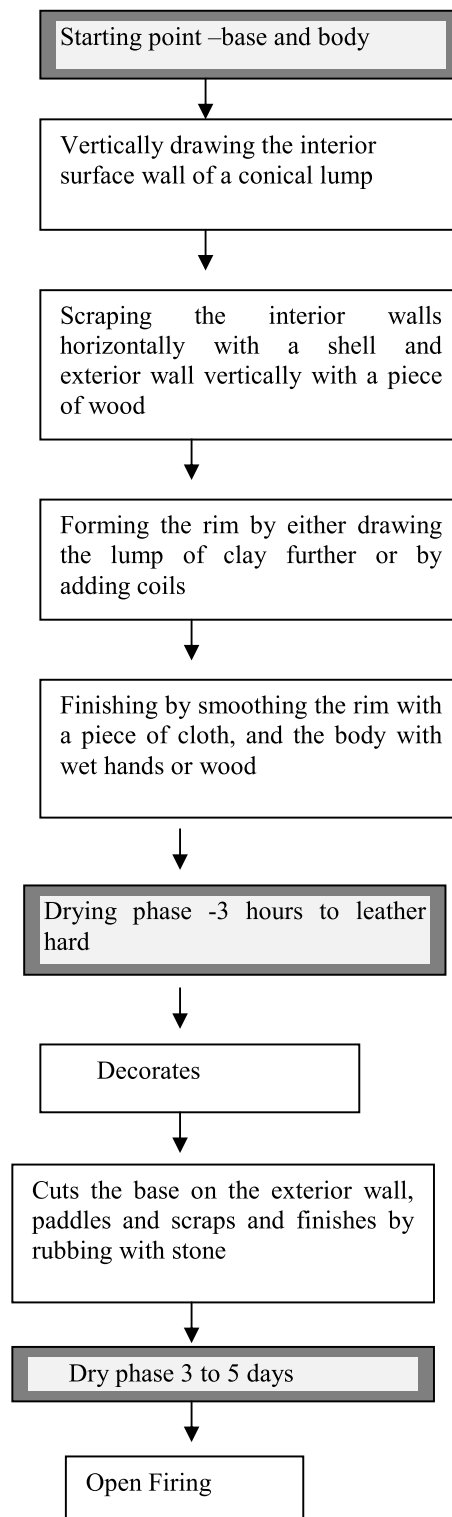 Starting point –base and body
Vertically drawing the interior
surface wall of a conical lump
Scraping the interior walls
horizontally with a shell and
exterior wall vertically with a piece
of wood
Forming the rim by either drawing
the lump of clay further or by
adding coils
Finishing by smoothing the rim with
a piece of cloth, and the body with
wet hands or wood
Drying phase -3 hours to leather
hard
Decorates
Cuts the base on the exterior wall,
paddles and scraps and finishes by
rubbing with stone
Dry phase 3 to 5 days
Open Firing